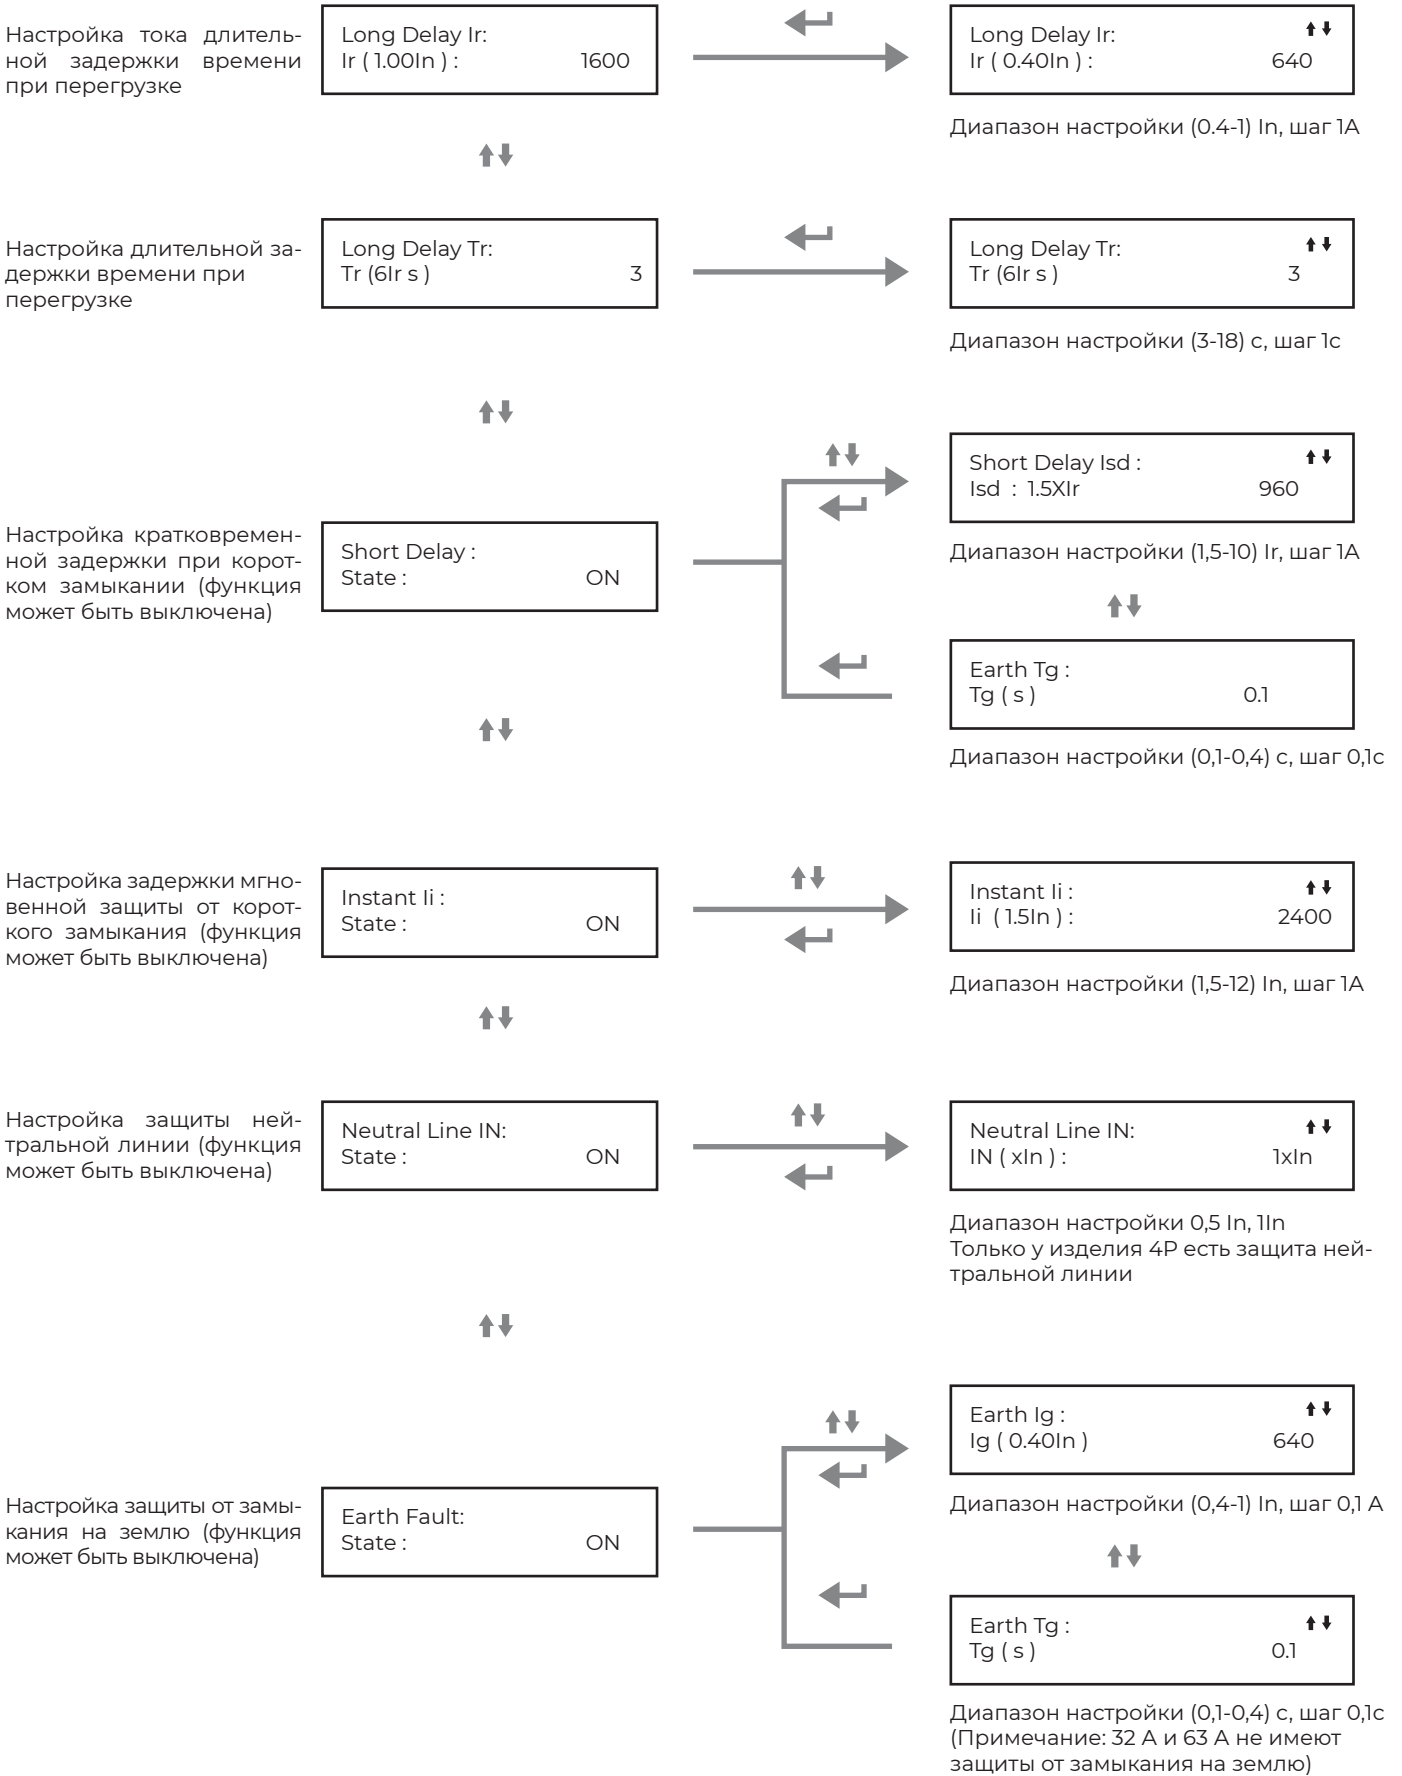 Настройка тока длитель-
ной задержки времени
при перегрузке
Long Delay Ir:
Ir ( 1.00In ) : 1600
Long Delay Ir:
Ir ( 0.40In ) : 640
Диапазон настройки (0.4-1) In, шаг 1А
Настройка длительной за-
держки времени при
перегрузке
Long Delay Tr:
Tr (6Ir s ) 3
Long Delay Tr:
Tr (6Ir s ) 3
Диапазон настройки (3-18) с, шаг 1с
Настройка кратковремен-
ной задержки при корот-
ком замыкании (функция
может быть выключена)
Short Delay :
State : ON
Short Delay Isd :
Isd : 1.5XIr 960
Диапазон настройки (1,5-10) Ir, шаг 1А
Earth Tg :
Tg ( s ) 0.1
Диапазон настройки (0,1-0,4) с, шаг 0,1с
Настройка задержки мгно-
венной защиты от корот-
кого замыкания (функция
может быть выключена)
Instant Ii :
State : ON
Instant Ii :
Ii ( 1.5In ) : 2400
Диапазон настройки (1,5-12) In, шаг 1А
Настройка защиты ней-
тральной линии (функция
может быть выключена)
Neutral Line IN:
State : ON
Neutral Line IN:
IN ( xIn ) : 1xIn
Диапазон настройки 0,5 In, 1In
Только у изделия 4Р есть защита ней-
тральной линии
Настройка защиты от замы-
кания на землю (функция
может быть выключена)
Earth Fault:
State : ON
Earth Ig :
Ig ( 0.40In ) 640
Диапазон настройки (0,4-1) In, шаг 0,1 А
Earth Tg :
Tg ( s ) 0.1
Диапазон настройки (0,1-0,4) с, шаг 0,1с
(Примечание: 32 А и 63 А не имеют
защиты от замыкания на землю)